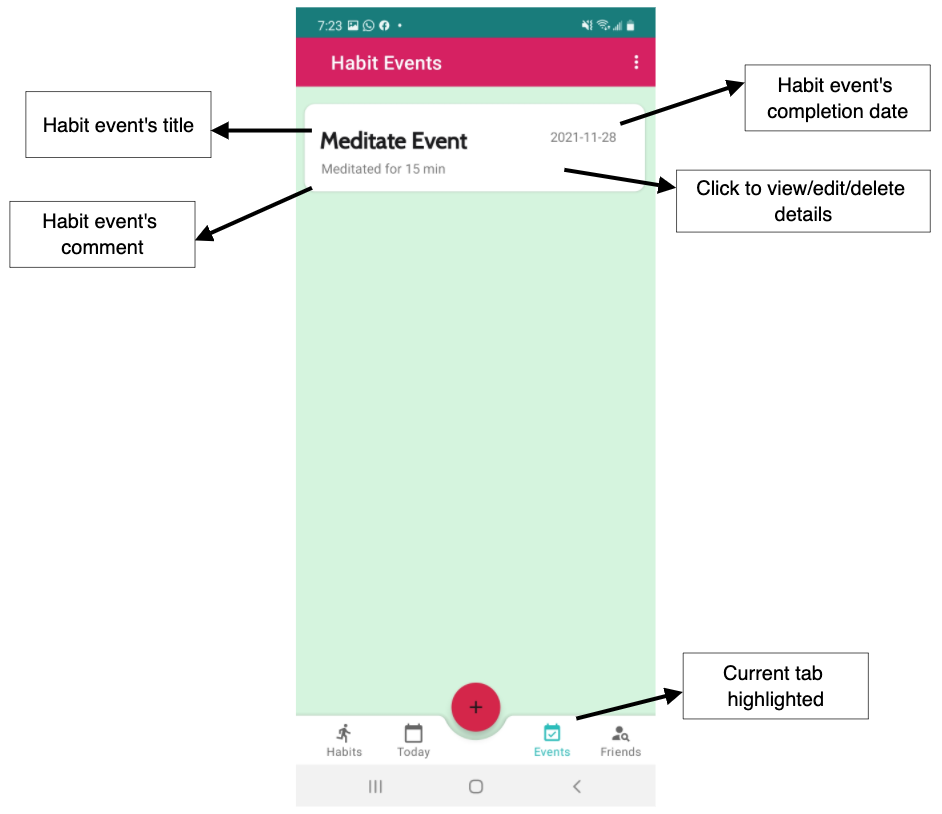 7:23
Habit Events
Habit event's
completion date
Habit event's title
Meditate Event
2021-11-28
Meditated for 15 min
Click to view/edit/delete
details
Habit event's
comment
Current tab
highlighted
+
Habits
Today
Events
Friends